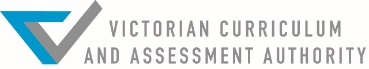 VICTORIAN CURRICULUM
AND ASSESSMENT AUTHORITY